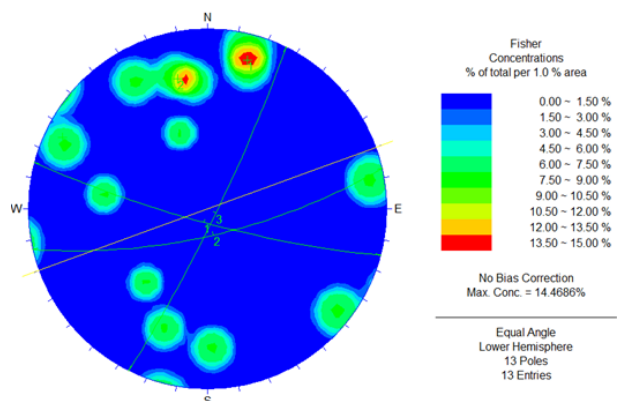 N
W
E
S
1
2
3
Fisher
Concentrations
% of total per 1.0 % area
0.00 ~ 1.50 %
1.50 ~ 3.00 %
3.00 ~ 4.50 %
4.50 ~ 6.00 %
6.00 ~ 7.50 %
7.50 ~ 9.00 %
9.00 ~ 10.50 %
10.50 ~ 12.00 %
12.00 ~ 13.50 %
13.50 ~ 15.00 %
No Bias Correction
Max. Conc. = 14.4686%
Equal Angle
Lower Hemisphere
13 Poles
13 Entries